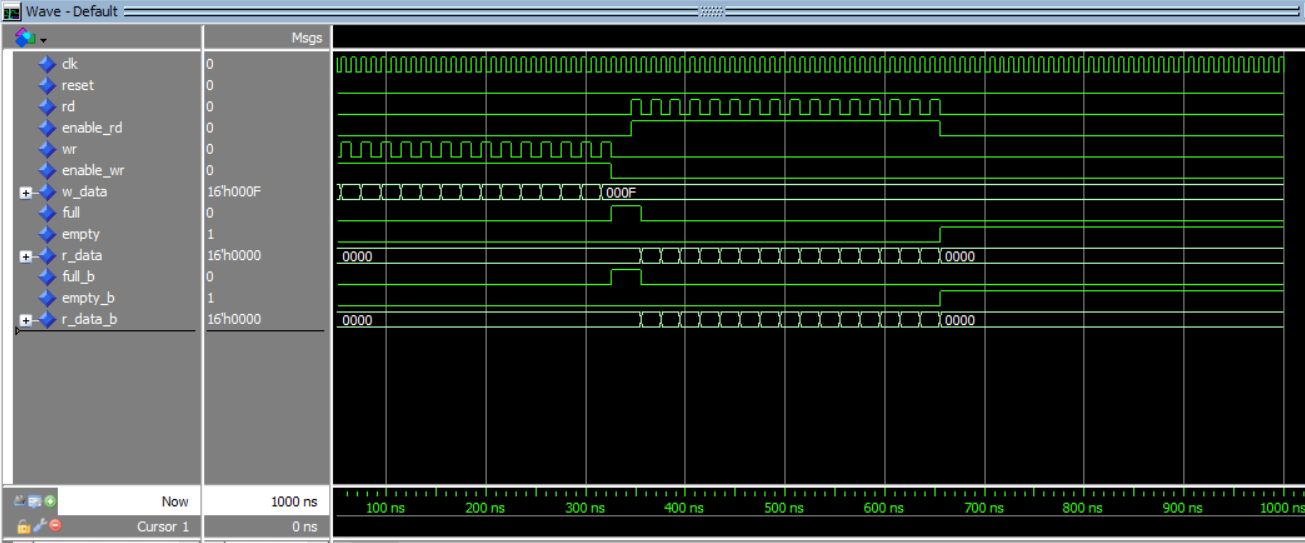 Wave - Default
Msgs
clk 0
reset 0
rd 0
enable_rd 0
wr 0
enable_wr 0
w_data 16'h000F 000F
full 0
empty 1
r_data 16'h0000 0000 0000
full_b 0
empty_b 1
r_data_b 16'h0000 0000 0000
Now 1000 ns
100 ns 200 ns 300 ns 400 ns 500 ns 600 ns 700 ns 800 ns 900 ns 1000 ns
Cursor 1 0 ns